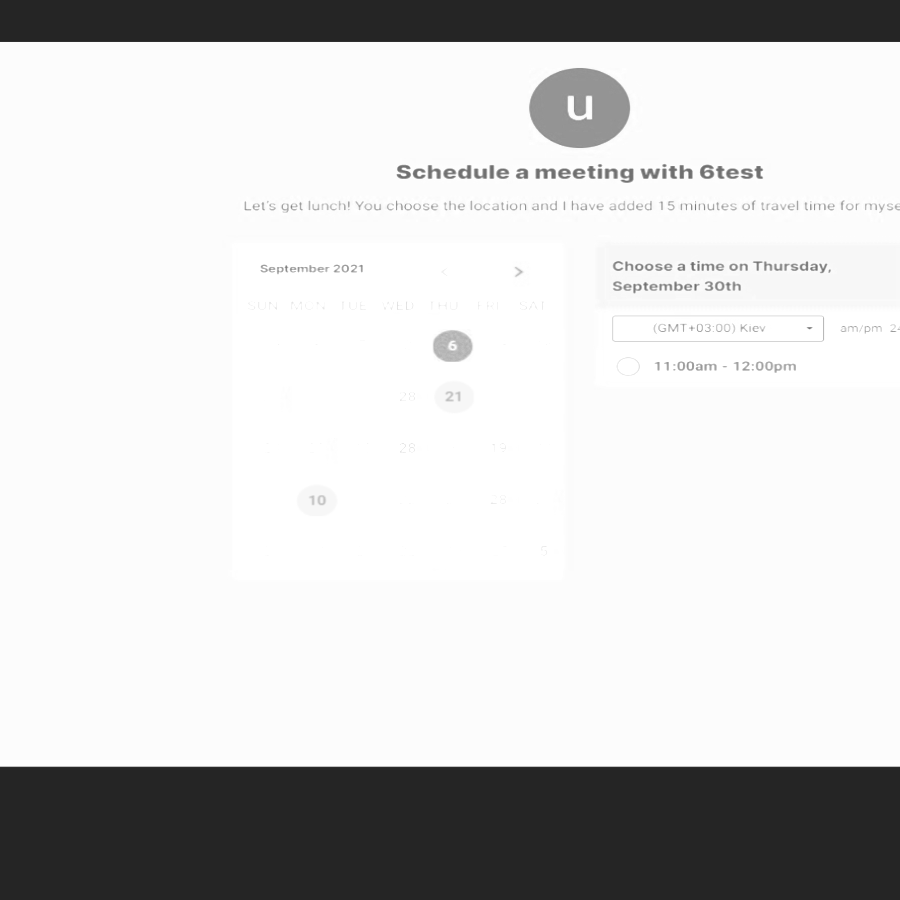 u
Schedule a meeting with 6test
Let's get lunch! You choose the location and I have added 15 minutes of travel time for myse
September 2021
SUN MON TUE WED THU FRI SAT
6
28 21
28 19
10 29
5
Choose a time on Thursday,
September 30th
(GMT+03:00) Kiev am/pm 24
11:00am - 12:00pm